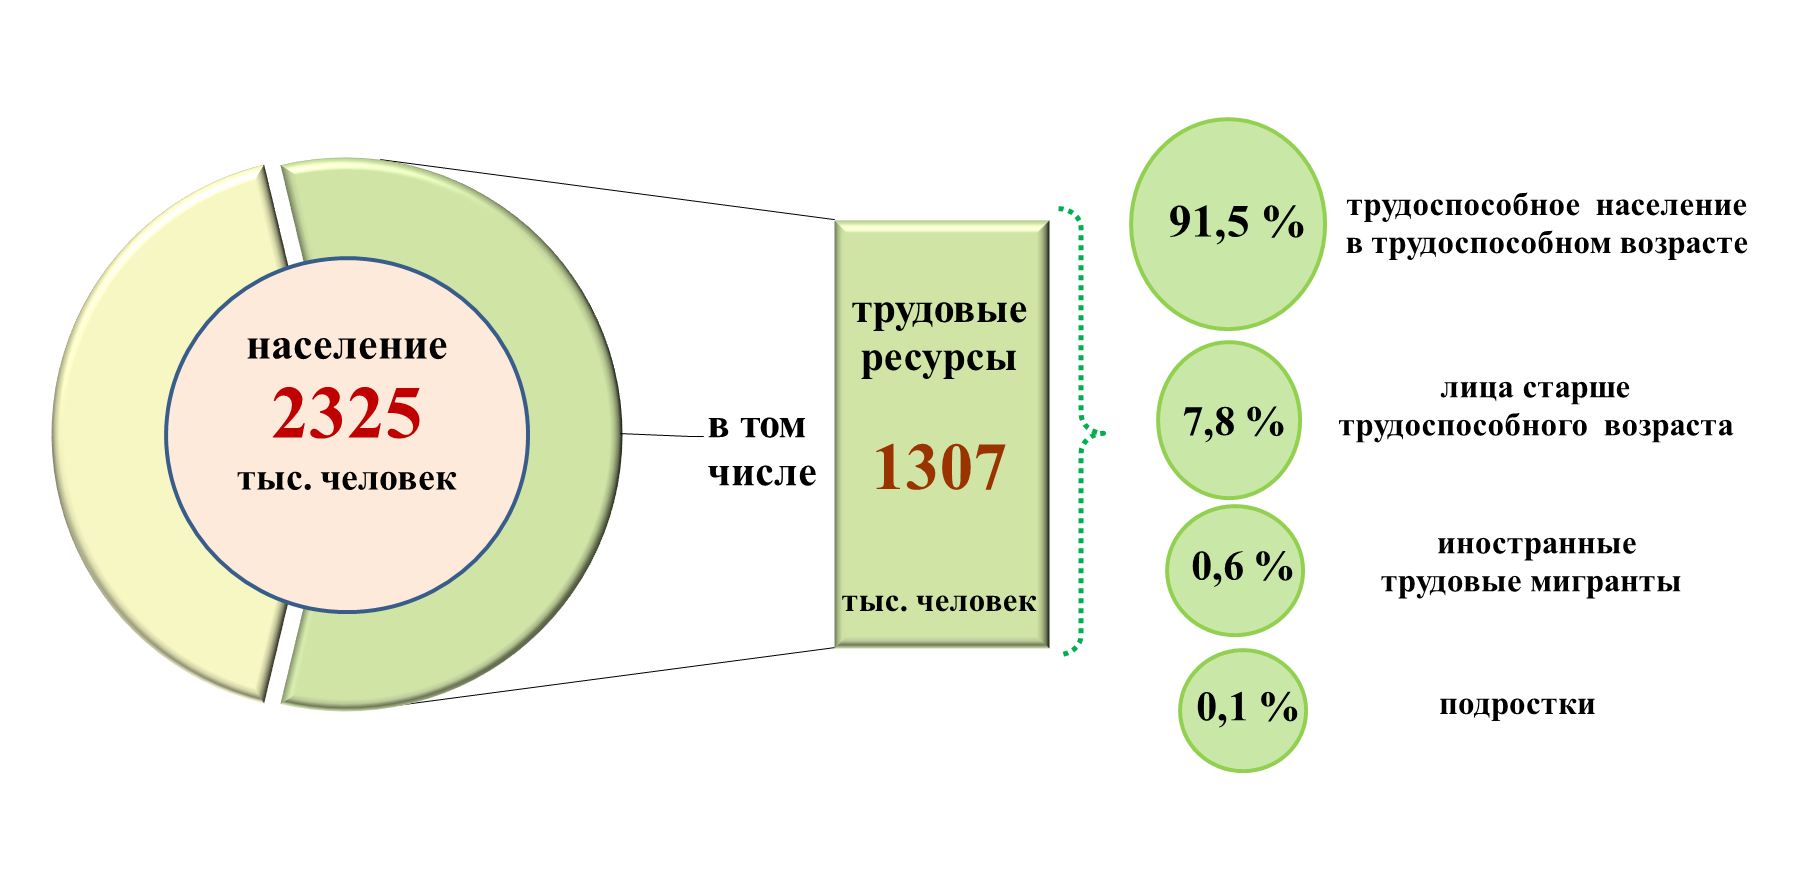 население
2325
тыс. человек
в том
числе
трудовые
ресурсы
1307
тыс. человек
91,5 %
трудоспособное население
в трудоспособном возрасте
7,8 %
лица старше
трудоспособного возраста
0,6 %
иностранные
трудовые мигранты
0,1 %
подростки